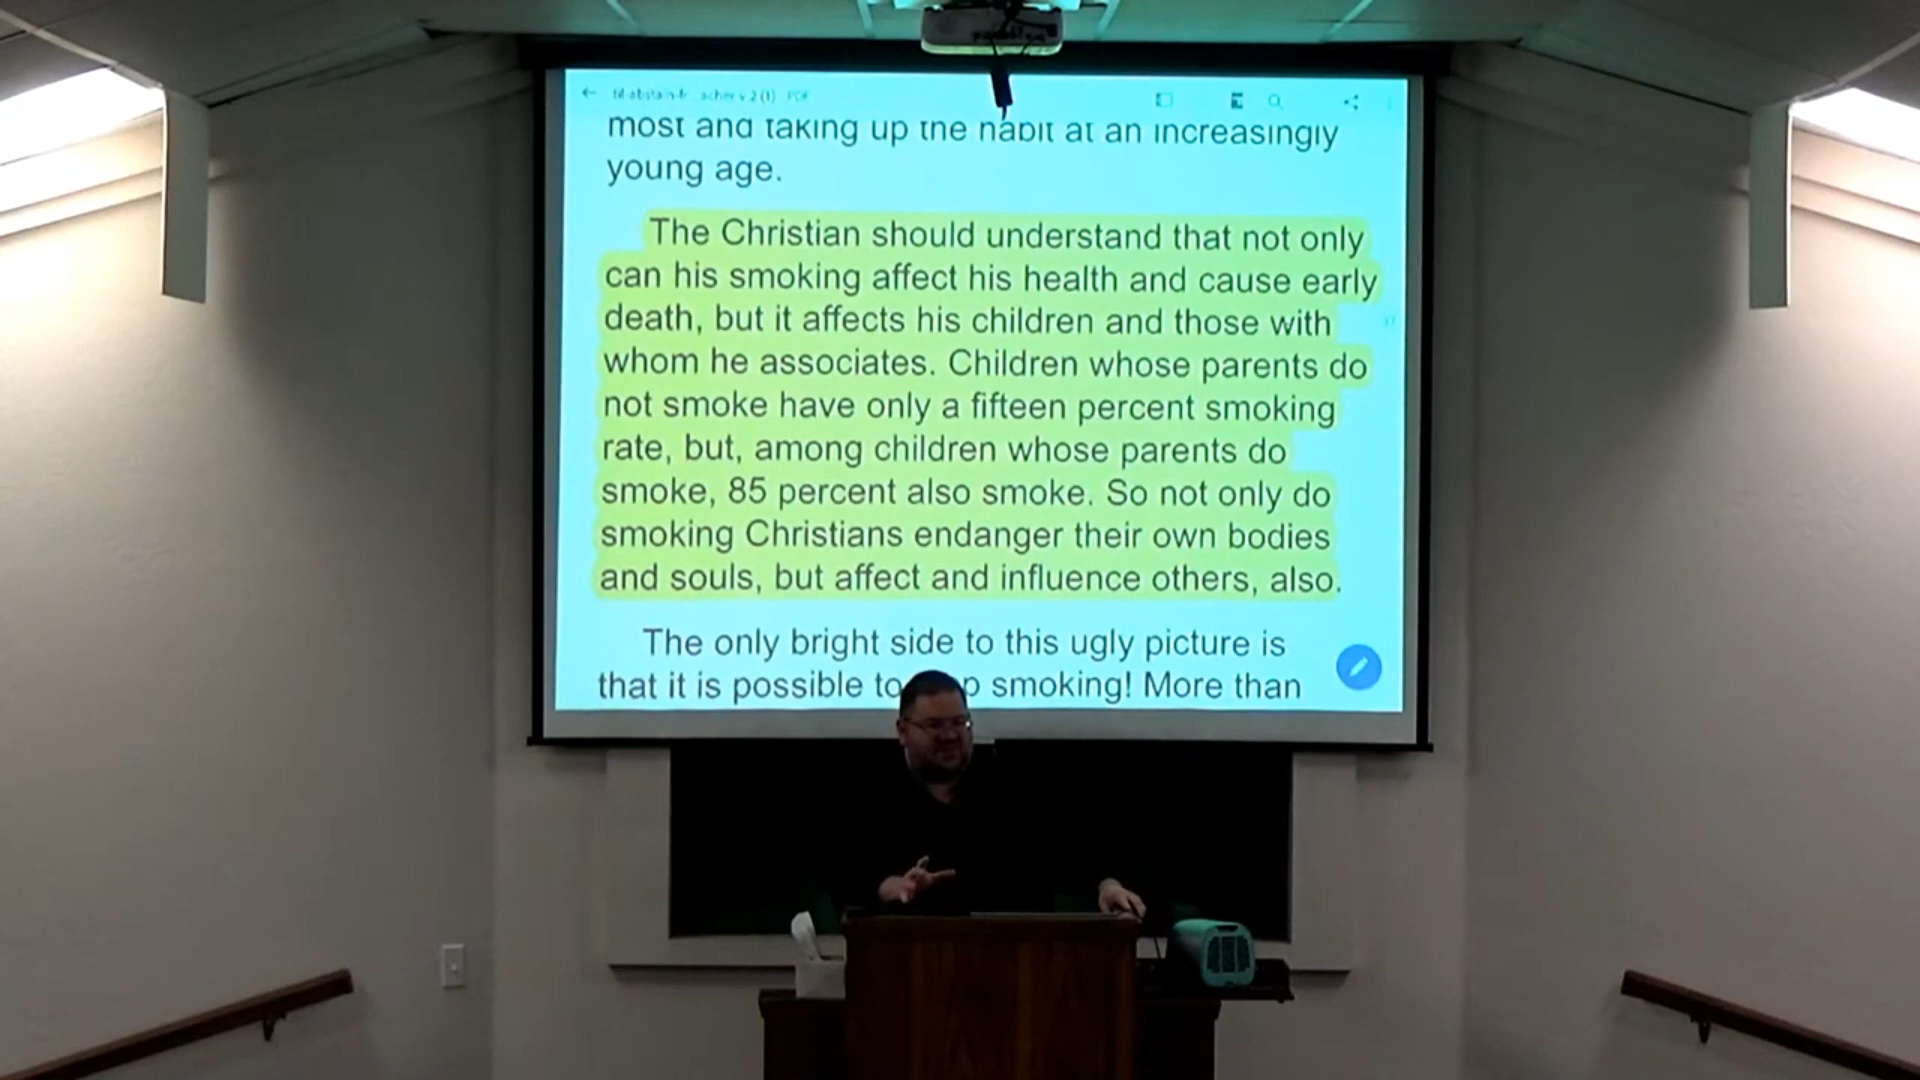 acher v 2 (1) PDF
most and taking up the habit at an increasingly
young age.
The Christian should understand that not only
can his smoking affect his health and cause early
death, but it affects his children and those with
whom he associates. Children whose parents do
not smoke have only a fifteen percent smoking
rate, but, among children whose parents do
smoke, 85 percent also smoke. So not only do
smoking Christians endanger their own bodies
and souls, but affect and influence others, also.
The only bright side to this ugly picture is
that it is possible to smoking! More than